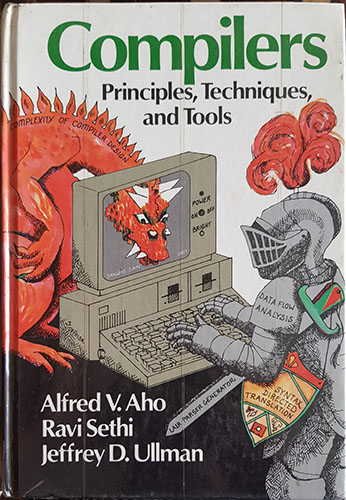 Compilers
Principles, Techniques,
and Tools
COMPLEXITY OF COMPILER DESIGN
POWER
ON OFF
BRIGHT
DATA FLOW
ANALYSIS
SYNTAX
DIRECTED
TRANSLATION
LALR PARSER GENERATOR
Alfred V. Aho
Ravi Sethi
Jeffrey D. Ullman